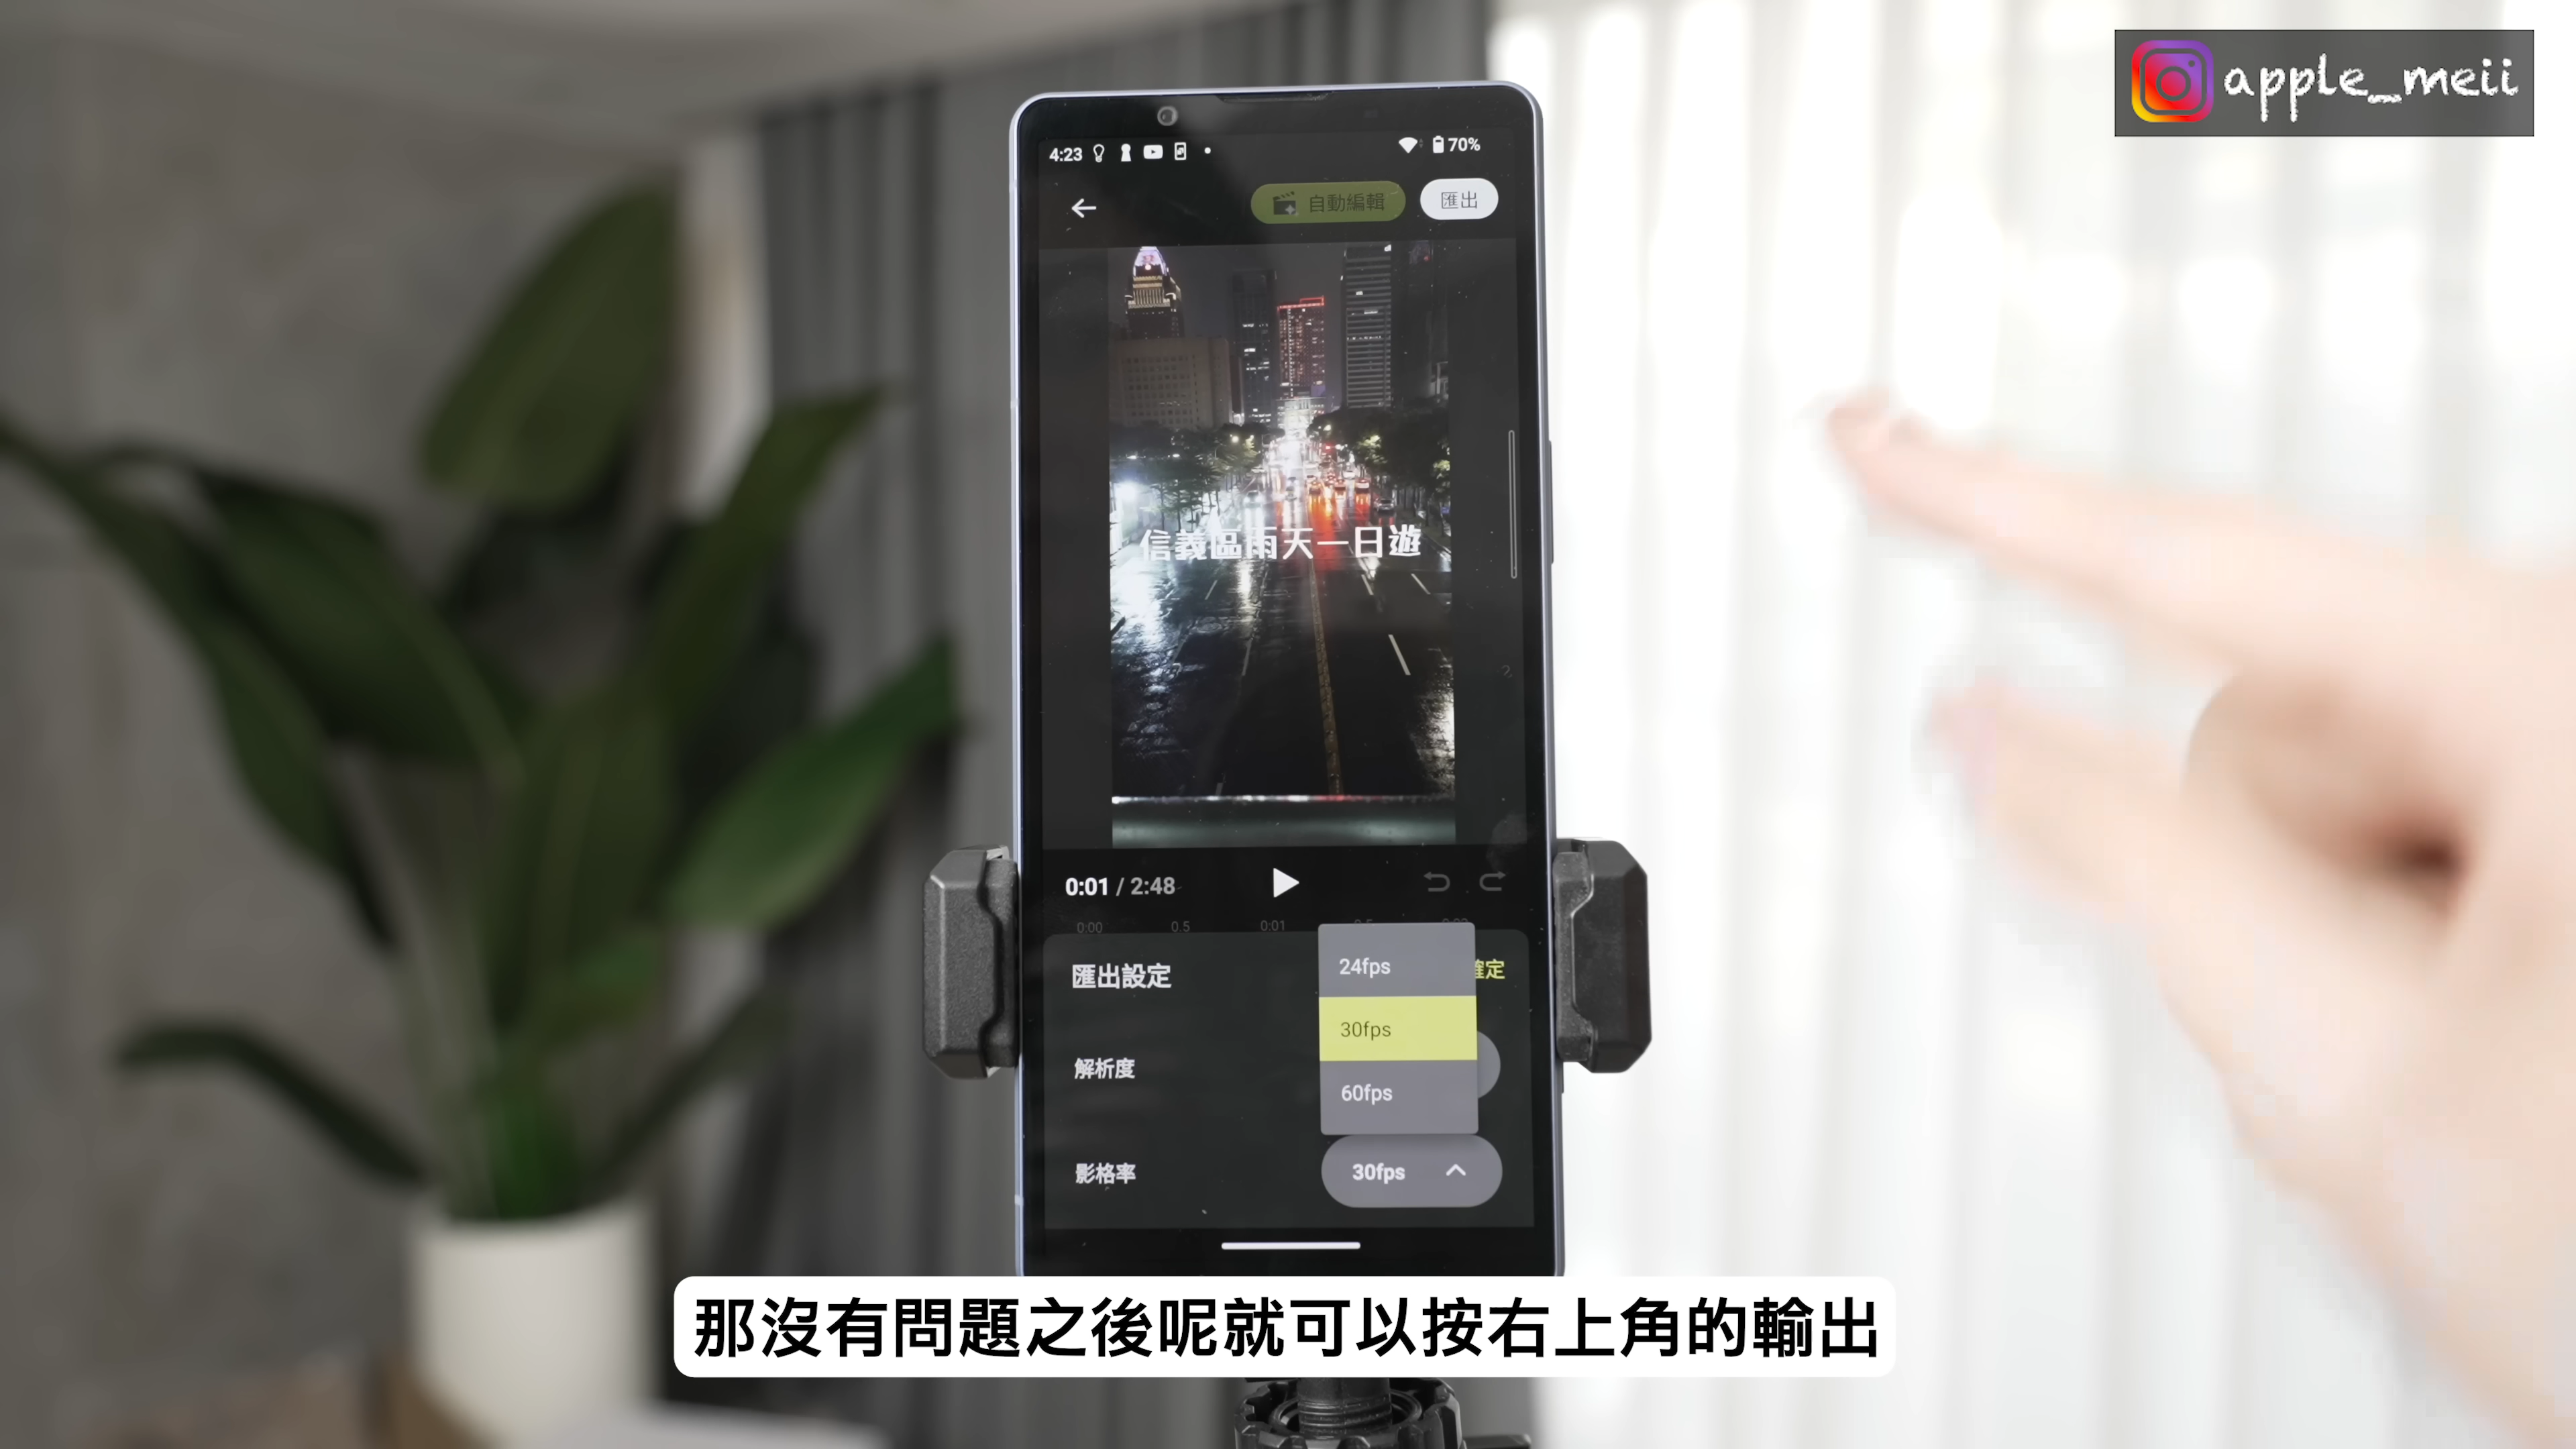 apple_meii
4:23
70%
自動編輯
匯出
信義區雨天一日遊
0:01 / 2:48
0:00 0.5 0:01
匯出設定
24fps
確定
30fps
解析度
60fps
影格率
30fps
那沒有問題之後呢就可以按右上角的輸出